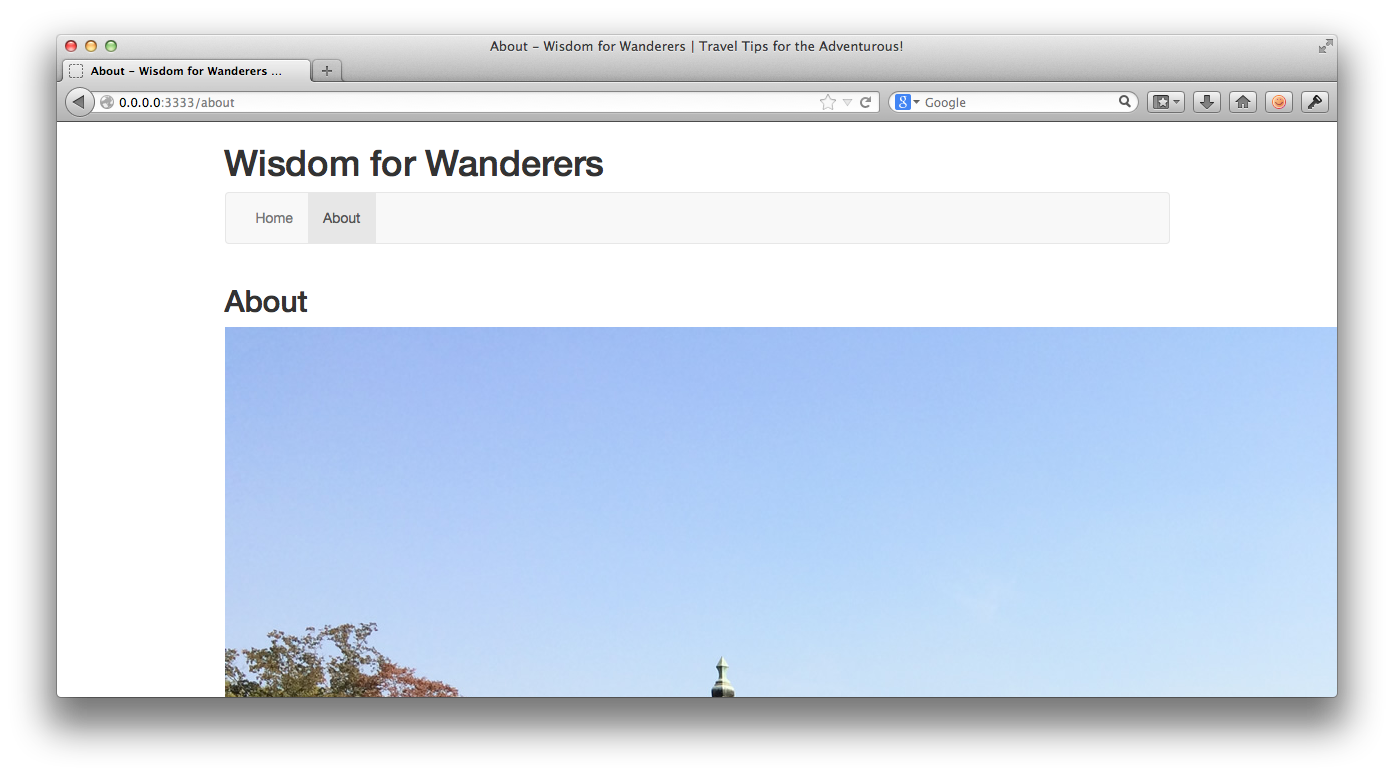 About – Wisdom for Wanderers | Travel Tips for the Adventurous!
About – Wisdom for Wanderers ...
0.0.0.0:3333/about
8 Google
Wisdom for Wanderers
Home About
About